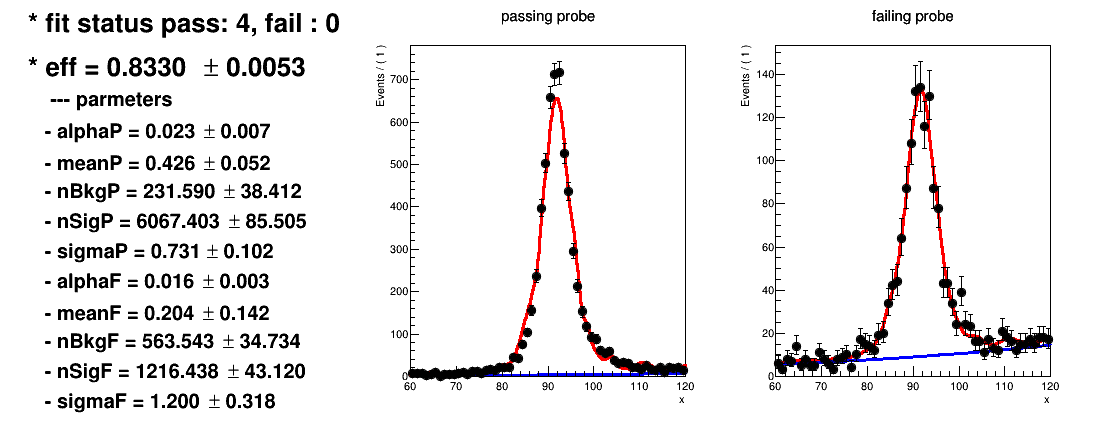 * fit status pass: 4, fail : 0
* eff = 0.8330 ± 0.0053
--- parmeters
- alphaP = 0.023 ± 0.007
- meanP = 0.426 ± 0.052
- nBkgP = 231.590 ± 38.412
- nSigP = 6067.403 ± 85.505
- sigmaP = 0.731 ± 0.102
- alphaF = 0.016 ± 0.003
- meanF = 0.204 ± 0.142
- nBkgF = 563.543 ± 34.734
- nSigF = 1216.438 ± 43.120
- sigmaF = 1.200 ± 0.318
passing probe
Events / ( 1 )
700
600
500
400
300
200
100
0
60 70 80 90 100 110 120
x
failing probe
Events / ( 1 )
140
120
100
80
60
40
20
0
60 70 80 90 100 110 120
x